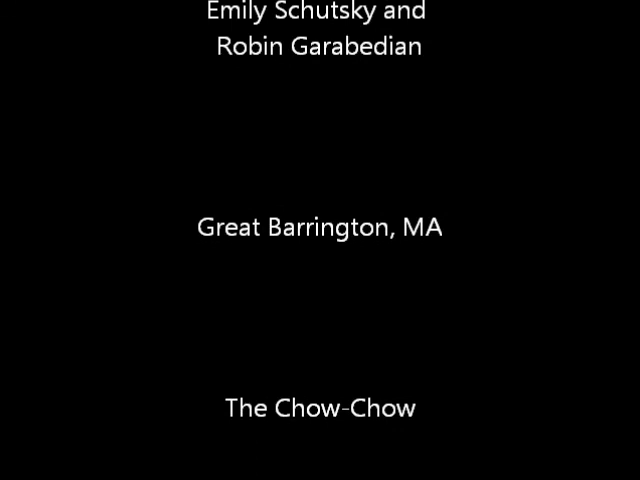 Emily Schutsky and
Robin Garabedian
Great Barrington, MA
The Chow-Chow